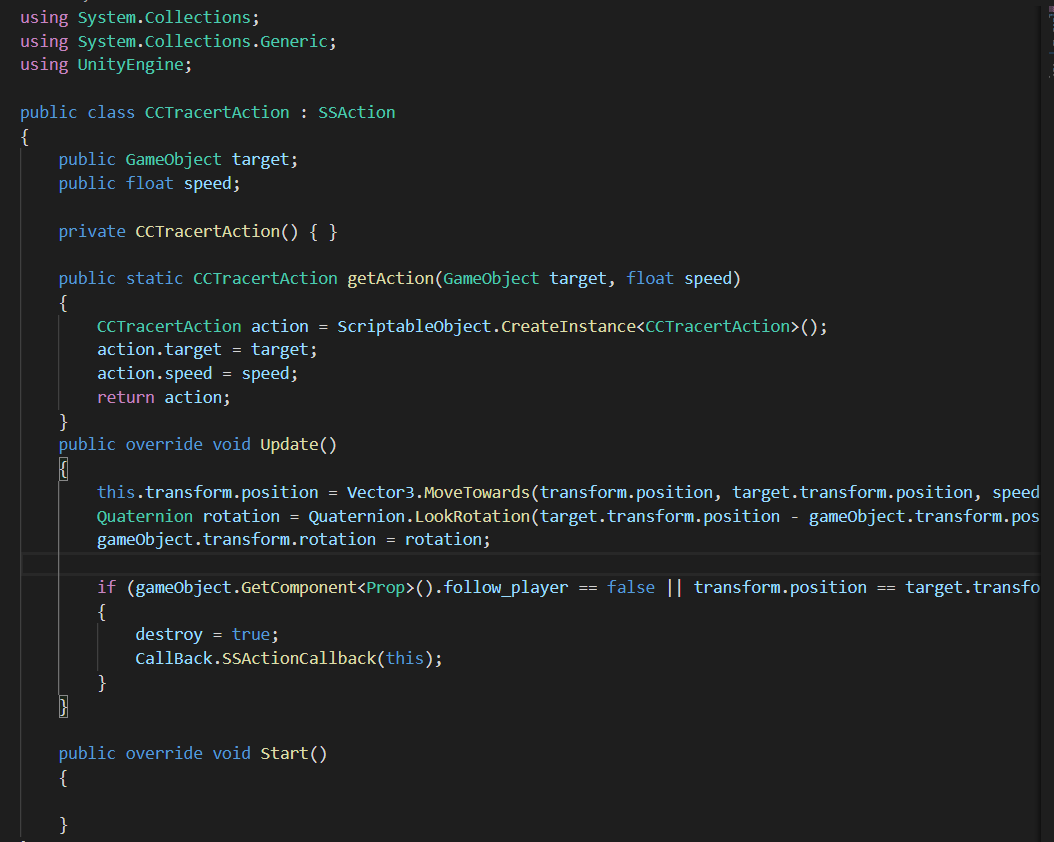 using System.Collections;
using System.Collections.Generic;
using UnityEngine;

public class CCTracertAction : SSAction
{
    public GameObject target;
    public float speed;

    private CCTracertAction() { }

    public static CCTracertAction getAction(GameObject target, float speed)
    {
        CCTracertAction action = ScriptableObject.CreateInstance<CCTracertAction>();
        action.target = target;
        action.speed = speed;
        return action;
    }
    public override void Update()
    {
        this.transform.position = Vector3.MoveTowards(transform.position, target.transform.position, speed
        Quaternion rotation = Quaternion.LookRotation(target.transform.position - gameObject.transform.pos
        gameObject.transform.rotation = rotation;

        if (gameObject.GetComponent<Prop>().follow_player == false || transform.position == target.transfo
        {
            destroy = true;
            CallBack.SSActionCallback(this);
        }
    }

    public override void Start()
    {

    }